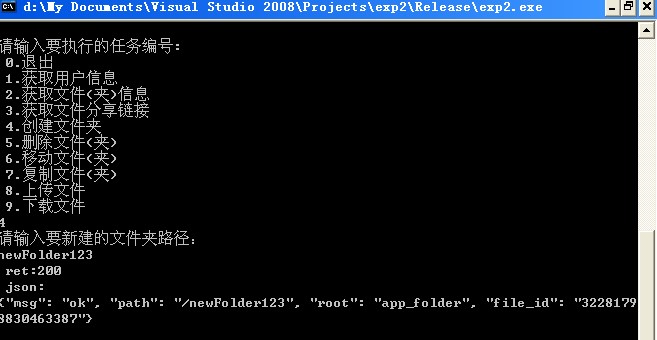 d:\My Documents\Visual Studio 2008\Projects\exp2\Release\exp2.exe
请输入要执行的任务编号:
0.退出
1.获取用户信息
2.获取文件(夹)信息
3.获取文件分享链接
4.创建文件夹
5.删除文件(夹)
6.移动文件(夹)
7.复制文件(夹)
8.上传文件
9.下载文件
4
请输入要新建的文件夹路径:
newFolder123
ret:200
json:
{"msg": "ok", "path": "/newFolder123", "root": "app_folder", "file_id": "3228179
8830463387"}